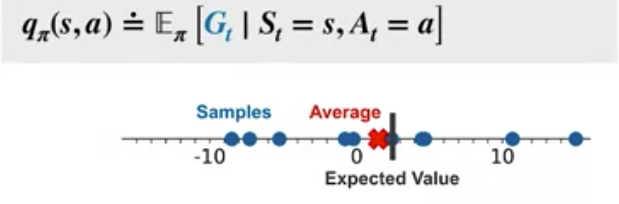 qπ(s, a) ≐ 𝔼π [Gt | St = s, At = a]
Samples Average
-10 0 10
Expected Value